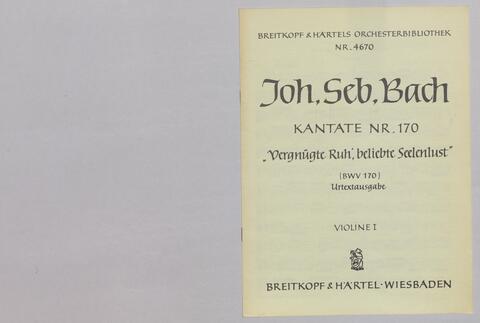 BREITKOPF & HÄRTELS ORCHESTERBIBLIOTHEK
NR. 4670
Joh. Seb. Bach
KANTATE NR. 170
„Vergnügte Ruh', beliebte Seelenlust"
(BWV 170)
Urtextausgabe
VIOLINE I
BREITKOPF & HÄRTEL · WIESBADEN